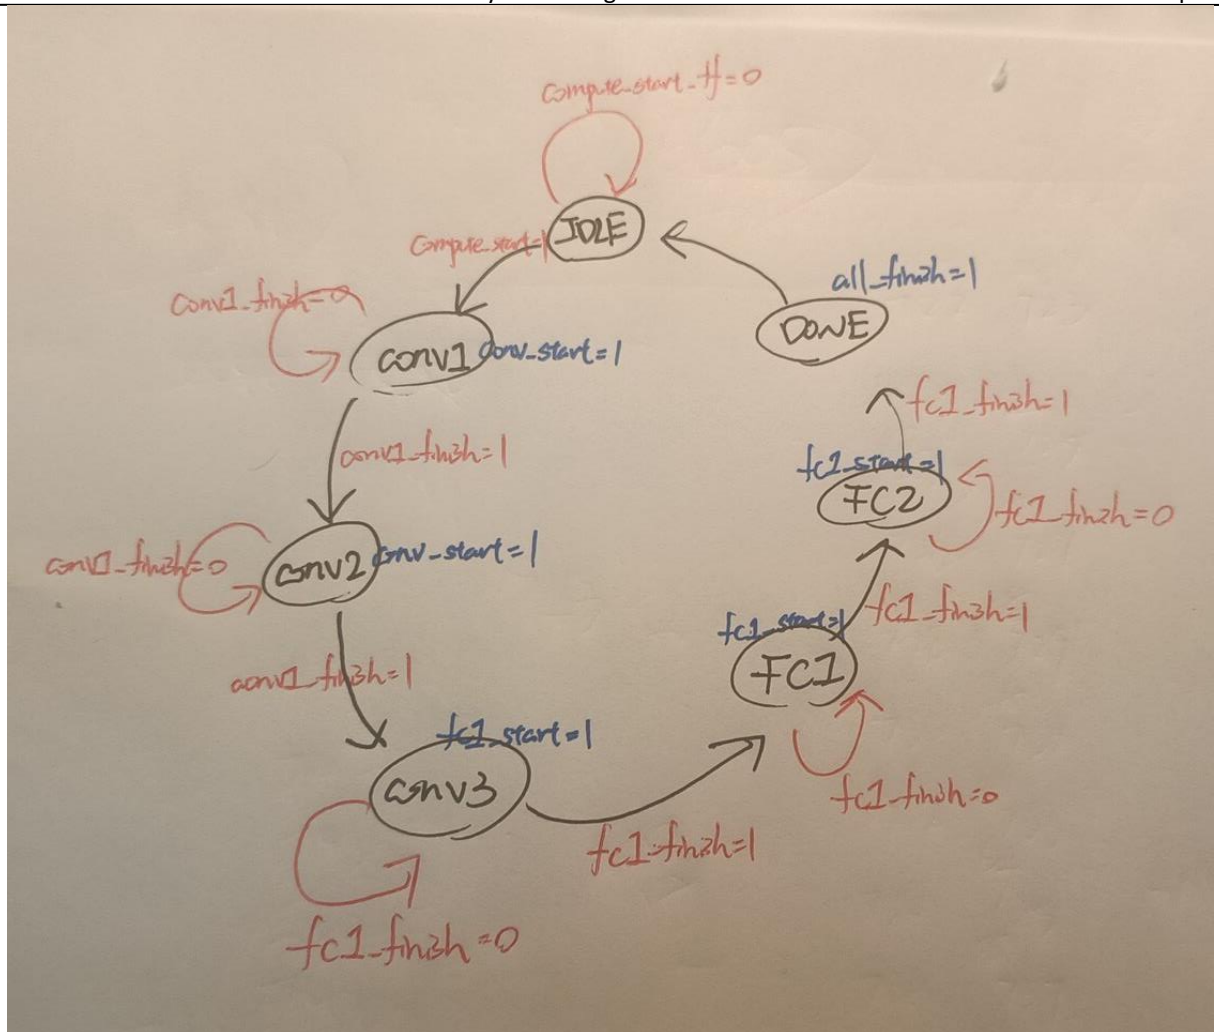 compute_start_ff=0
IDLE
compute_start=1
conv1_finish=0
conv1
conv_start=1
conv1_finish=1
conv1_finish=0
conv2
conv_start=1
conv1_finish=1
fc1_start=1
conv3
fc1_finish=0
fc1_finish=1
fc1_start=1
FC1
fc1_finish=0
fc1_finish=1
fc1_start=1
FC2
fc1_finish=0
fc1_finish=1
all_finish=1
DONE